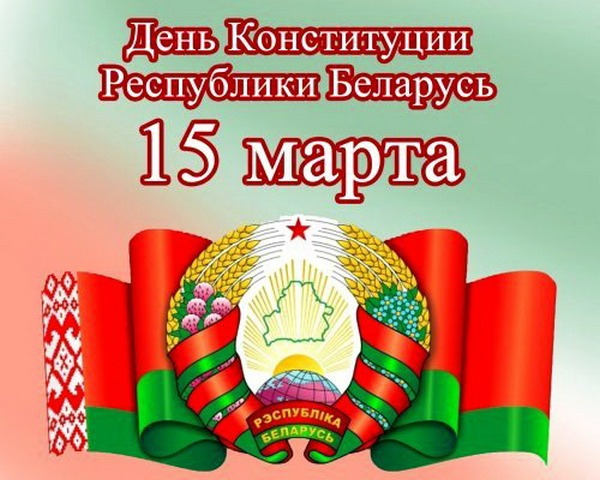 День Конституции
Республики Беларусь
15 марта
РЭСПУБЛІКА
БЕЛАРУСЬ